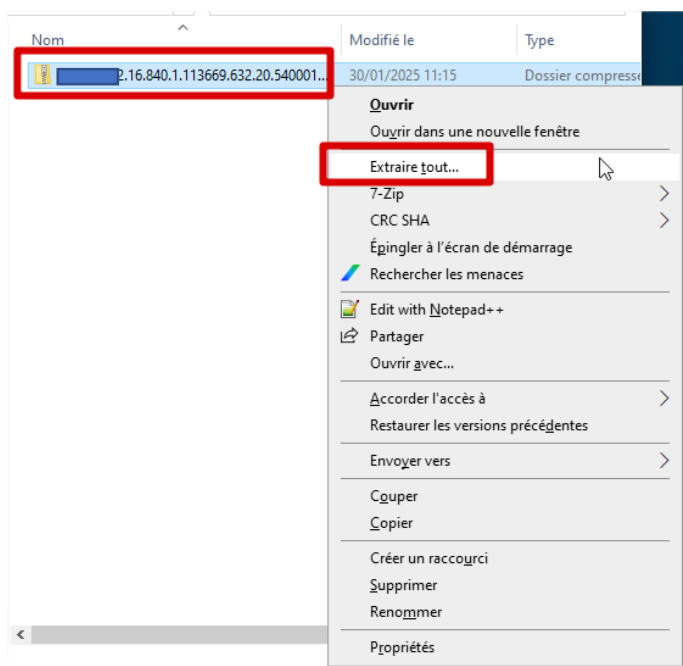 Nom Modifié le Type
2.16.840.1.113669.632.20.540001... 30/01/2025 11:15 Dossier compressé
Ouvrir
Ouvrir dans une nouvelle fenêtre
Extraire tout...
7-Zip
CRC SHA
Épingler à l'écran de démarrage
Rechercher les menaces
Edit with Notepad++
Partager
Ouvrir avec...
Accorder l'accès à
Restaurer les versions précédentes
Envoyer vers
Couper
Copier
Créer un raccourci
Supprimer
Renommer
Propriétés